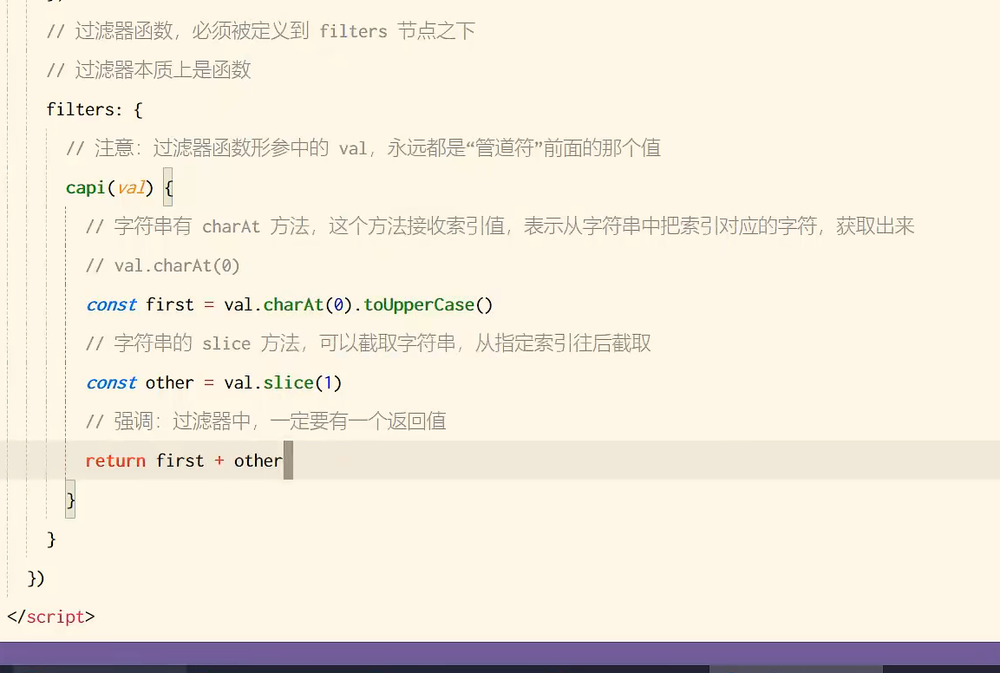 // 过滤器函数，必须被定义到 filters 节点之下
// 过滤器本质上是函数
filters: {
// 注意：过滤器函数形参中的 val，永远都是“管道符”前面的那个值
capi(val) {
// 字符串有 charAt 方法，这个方法接收索引值，表示从字符串中把索引对应的字符，获取出来
// val.charAt(0)
const first = val.charAt(0).toUpperCase()
// 字符串的 slice 方法，可以截取字符串，从指定索引往后截取
const other = val.slice(1)
// 强调：过滤器中，一定要有一个返回值
return first + other
}
}
})
</script>